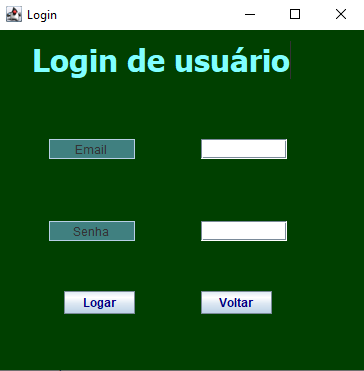 Login
Login de usuário
Email
Senha
Logar Voltar